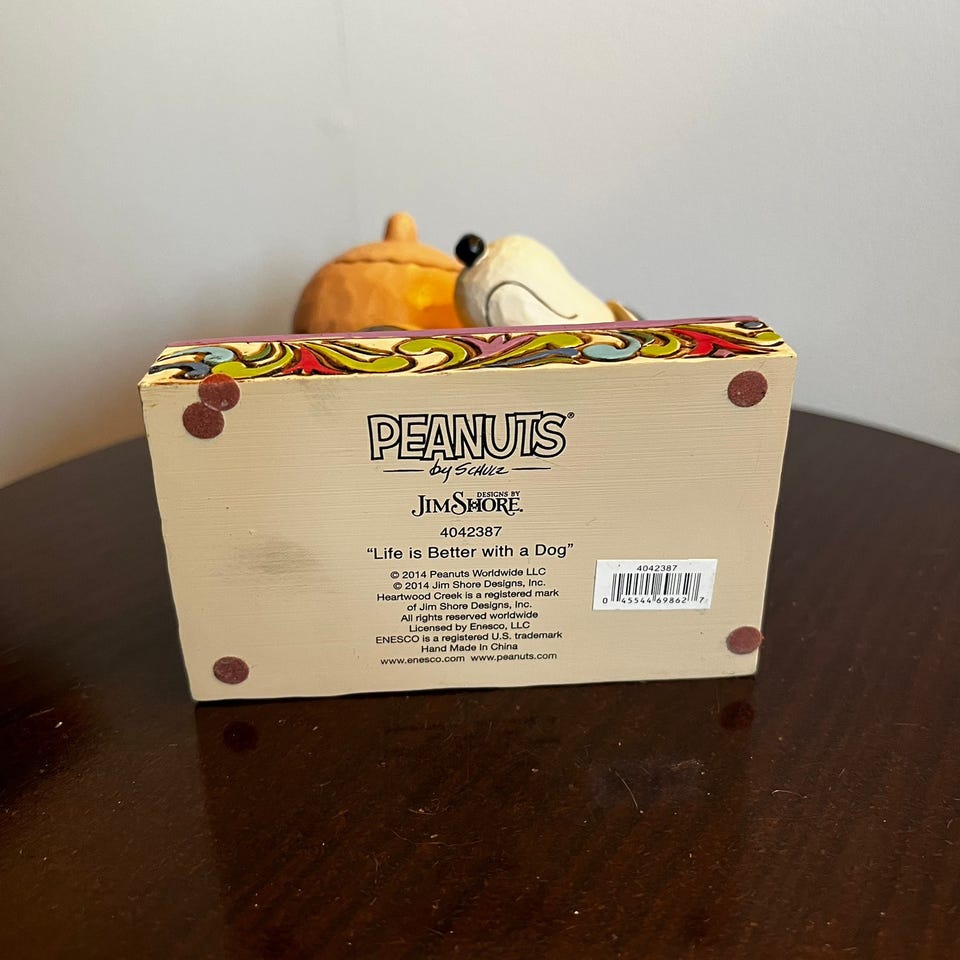 PEANUTS®
by SCHULZ
DESIGNS BY
JIM SHORE.
4042387
“Life is Better with a Dog”
© 2014 Peanuts Worldwide LLC
© 2014 Jim Shore Designs, Inc.
Heartwood Creek is a registered mark
of Jim Shore Designs, Inc.
All rights reserved worldwide
Licensed by Enesco, LLC
ENESCO is a registered U.S. trademark
Hand Made In China
www.enesco.com www.peanuts.com
4042387
0 45544 69862 7